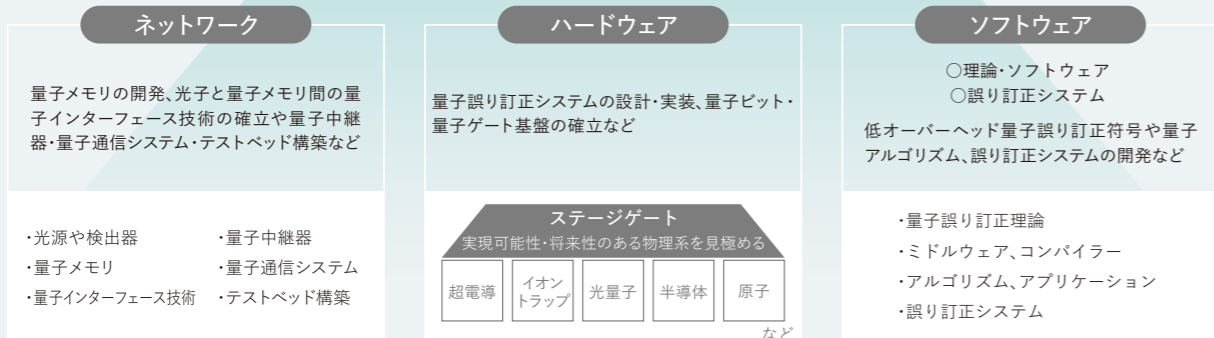 ネットワーク
量子メモリの開発、光子と量子メモリ間の量
子インターフェース技術の確立や量子中継
器・量子通信システム・テストベッド構築など
・光源や検出器
・量子メモリ
・量子インターフェース技術
・量子中継器
・量子通信システム
・テストベッド構築
ハードウェア
量子誤り訂正システムの設計・実装、量子ビット・
量子ゲート基盤の確立など
ステージゲート
実現可能性・将来性のある物理系を見極める
超電導
イオン
トラップ
光量子
半導体
原子
など
ソフトウェア
○理論・ソフトウェア
○誤り訂正システム
低オーバーヘッド量子誤り訂正符号や量子
アルゴリズム、誤り訂正システムの開発など
・量子誤り訂正理論
・ミドルウェア、コンパイラー
・アルゴリズム、アプリケーション
・誤り訂正システム